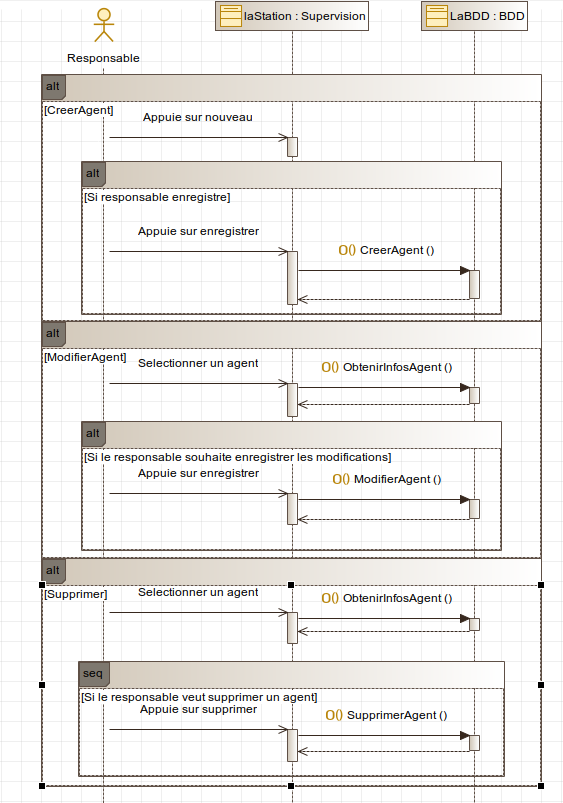 laStation : Supervision
LaBDD : BDD
Responsable
alt
[CreerAgent]
Appuie sur nouveau
alt
[Si responsable enregistre]
Appuie sur enregistrer
O() CreerAgent ()
alt
[ModifierAgent]
Selectionner un agent
O() ObtenirInfosAgent ()
alt
[Si le responsable souhaite enregistrer les modifications]
Appuie sur enregistrer
O() ModifierAgent ()
alt
[Supprimer]
Selectionner un agent
O() ObtenirInfosAgent ()
seq
[Si le responsable veut supprimer un agent]
Appuie sur supprimer
O() SupprimerAgent ()